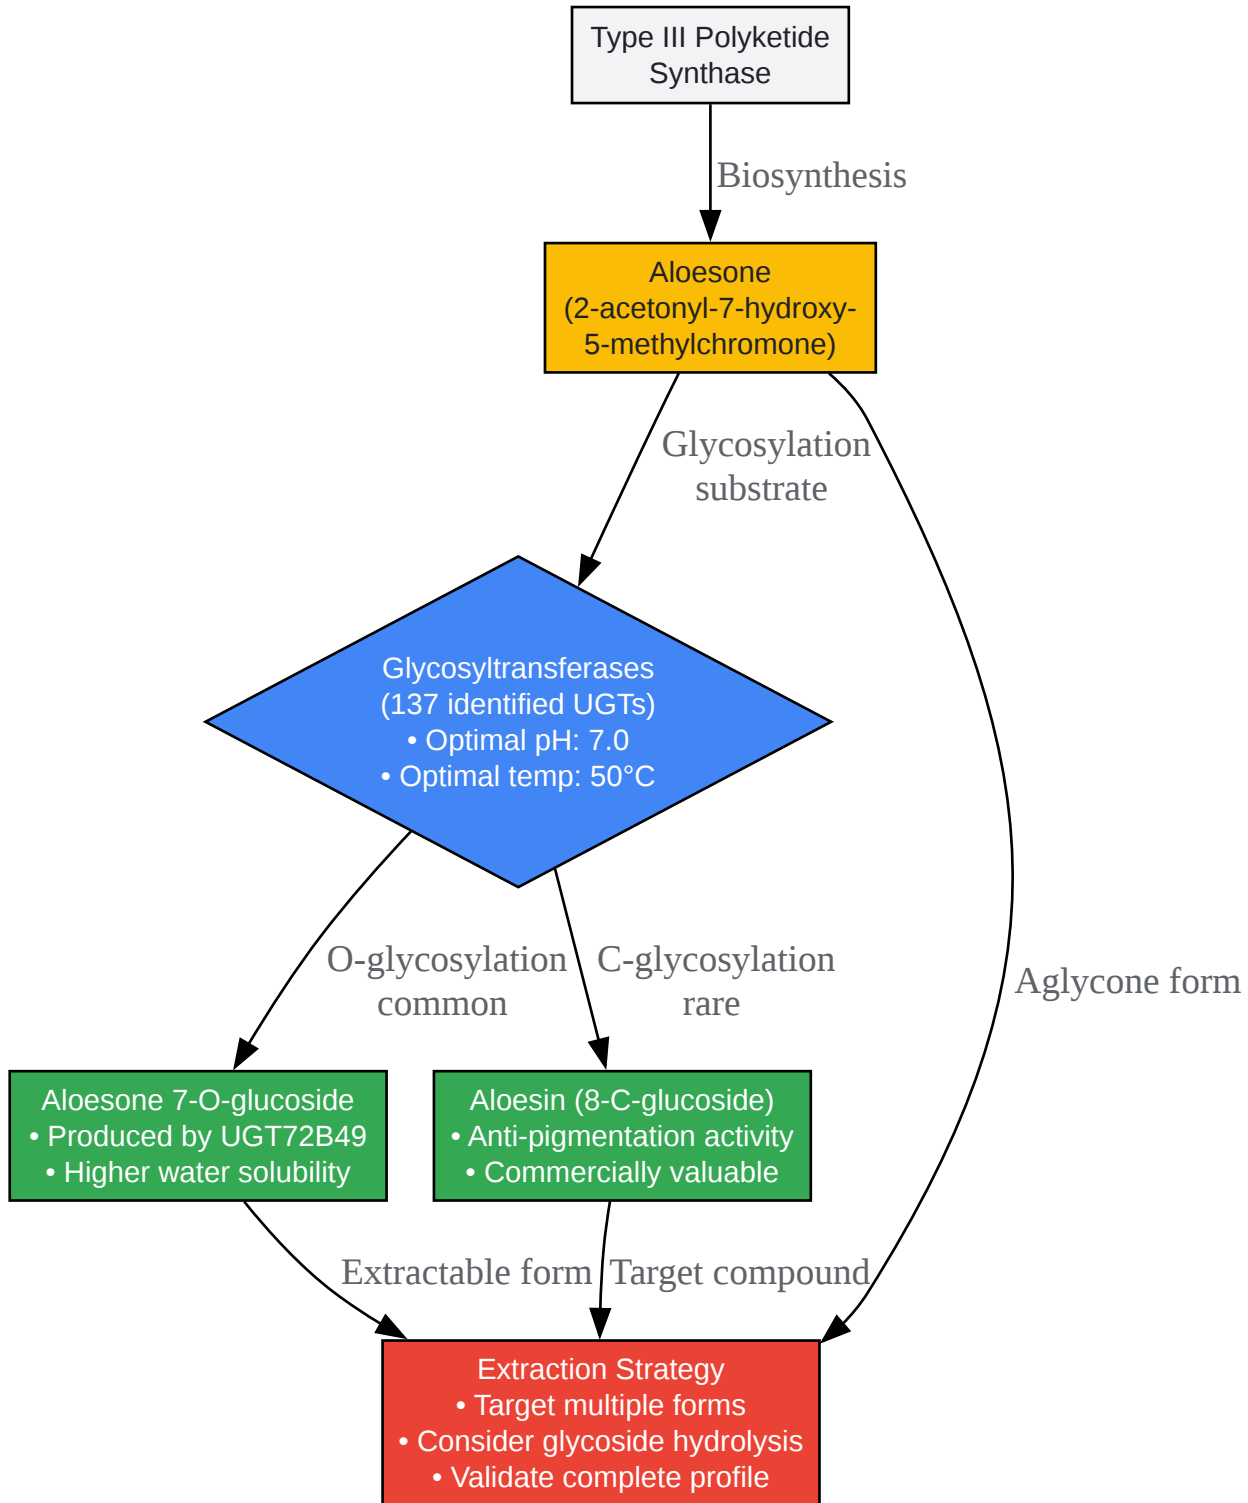 Type III Polyketide
Synthase
Biosynthesis
Aloesone
(2-acetonyl-7-hydroxy-
5-methylchromone)
Glycosylation
substrate
Glycosyltransferases
(137 identified UGTs)
• Optimal pH: 7.0
• Optimal temp: 50°C
O-glycosylation
common
C-glycosylation
rare
Aglycone form
Aloesone 7-O-glucoside
• Produced by UGT72B49
• Higher water solubility
Aloesin (8-C-glucoside)
• Anti-pigmentation activity
• Commercially valuable
Extractable form
Target compound
Extraction Strategy
• Target multiple forms
• Consider glycoside hydrolysis
• Validate complete profile